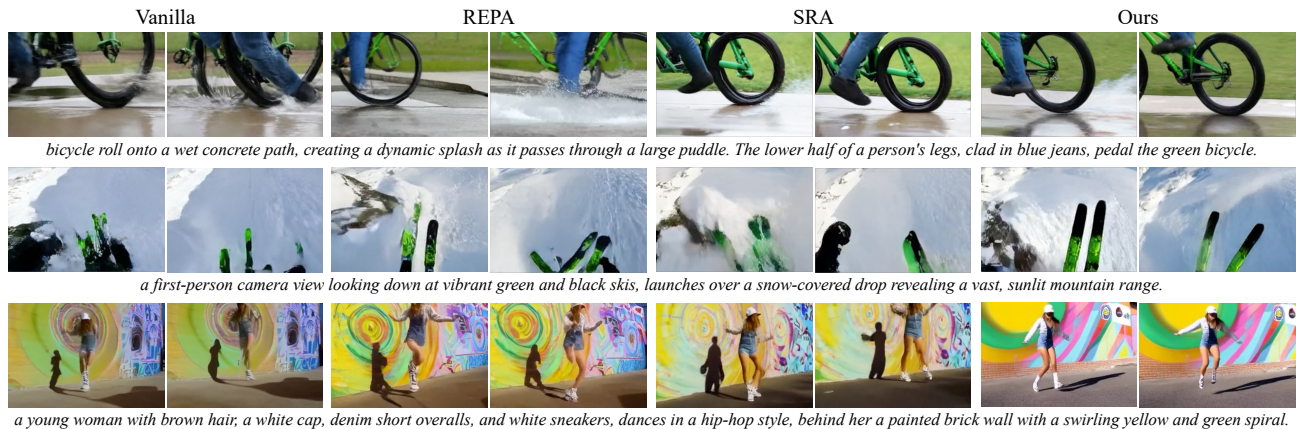 Vanilla REPA SRA Ours
bicycle roll onto a wet concrete path, creating a dynamic splash as it passes through a large puddle. The lower half of a person's legs, clad in blue jeans, pedal the green bicycle.
a first-person camera view looking down at vibrant green and black skis, launches over a snow-covered drop revealing a vast, sunlit mountain range.
a young woman with brown hair, a white cap, denim short overalls, and white sneakers, dances in a hip-hop style, behind her a painted brick wall with a swirling yellow and green spiral.